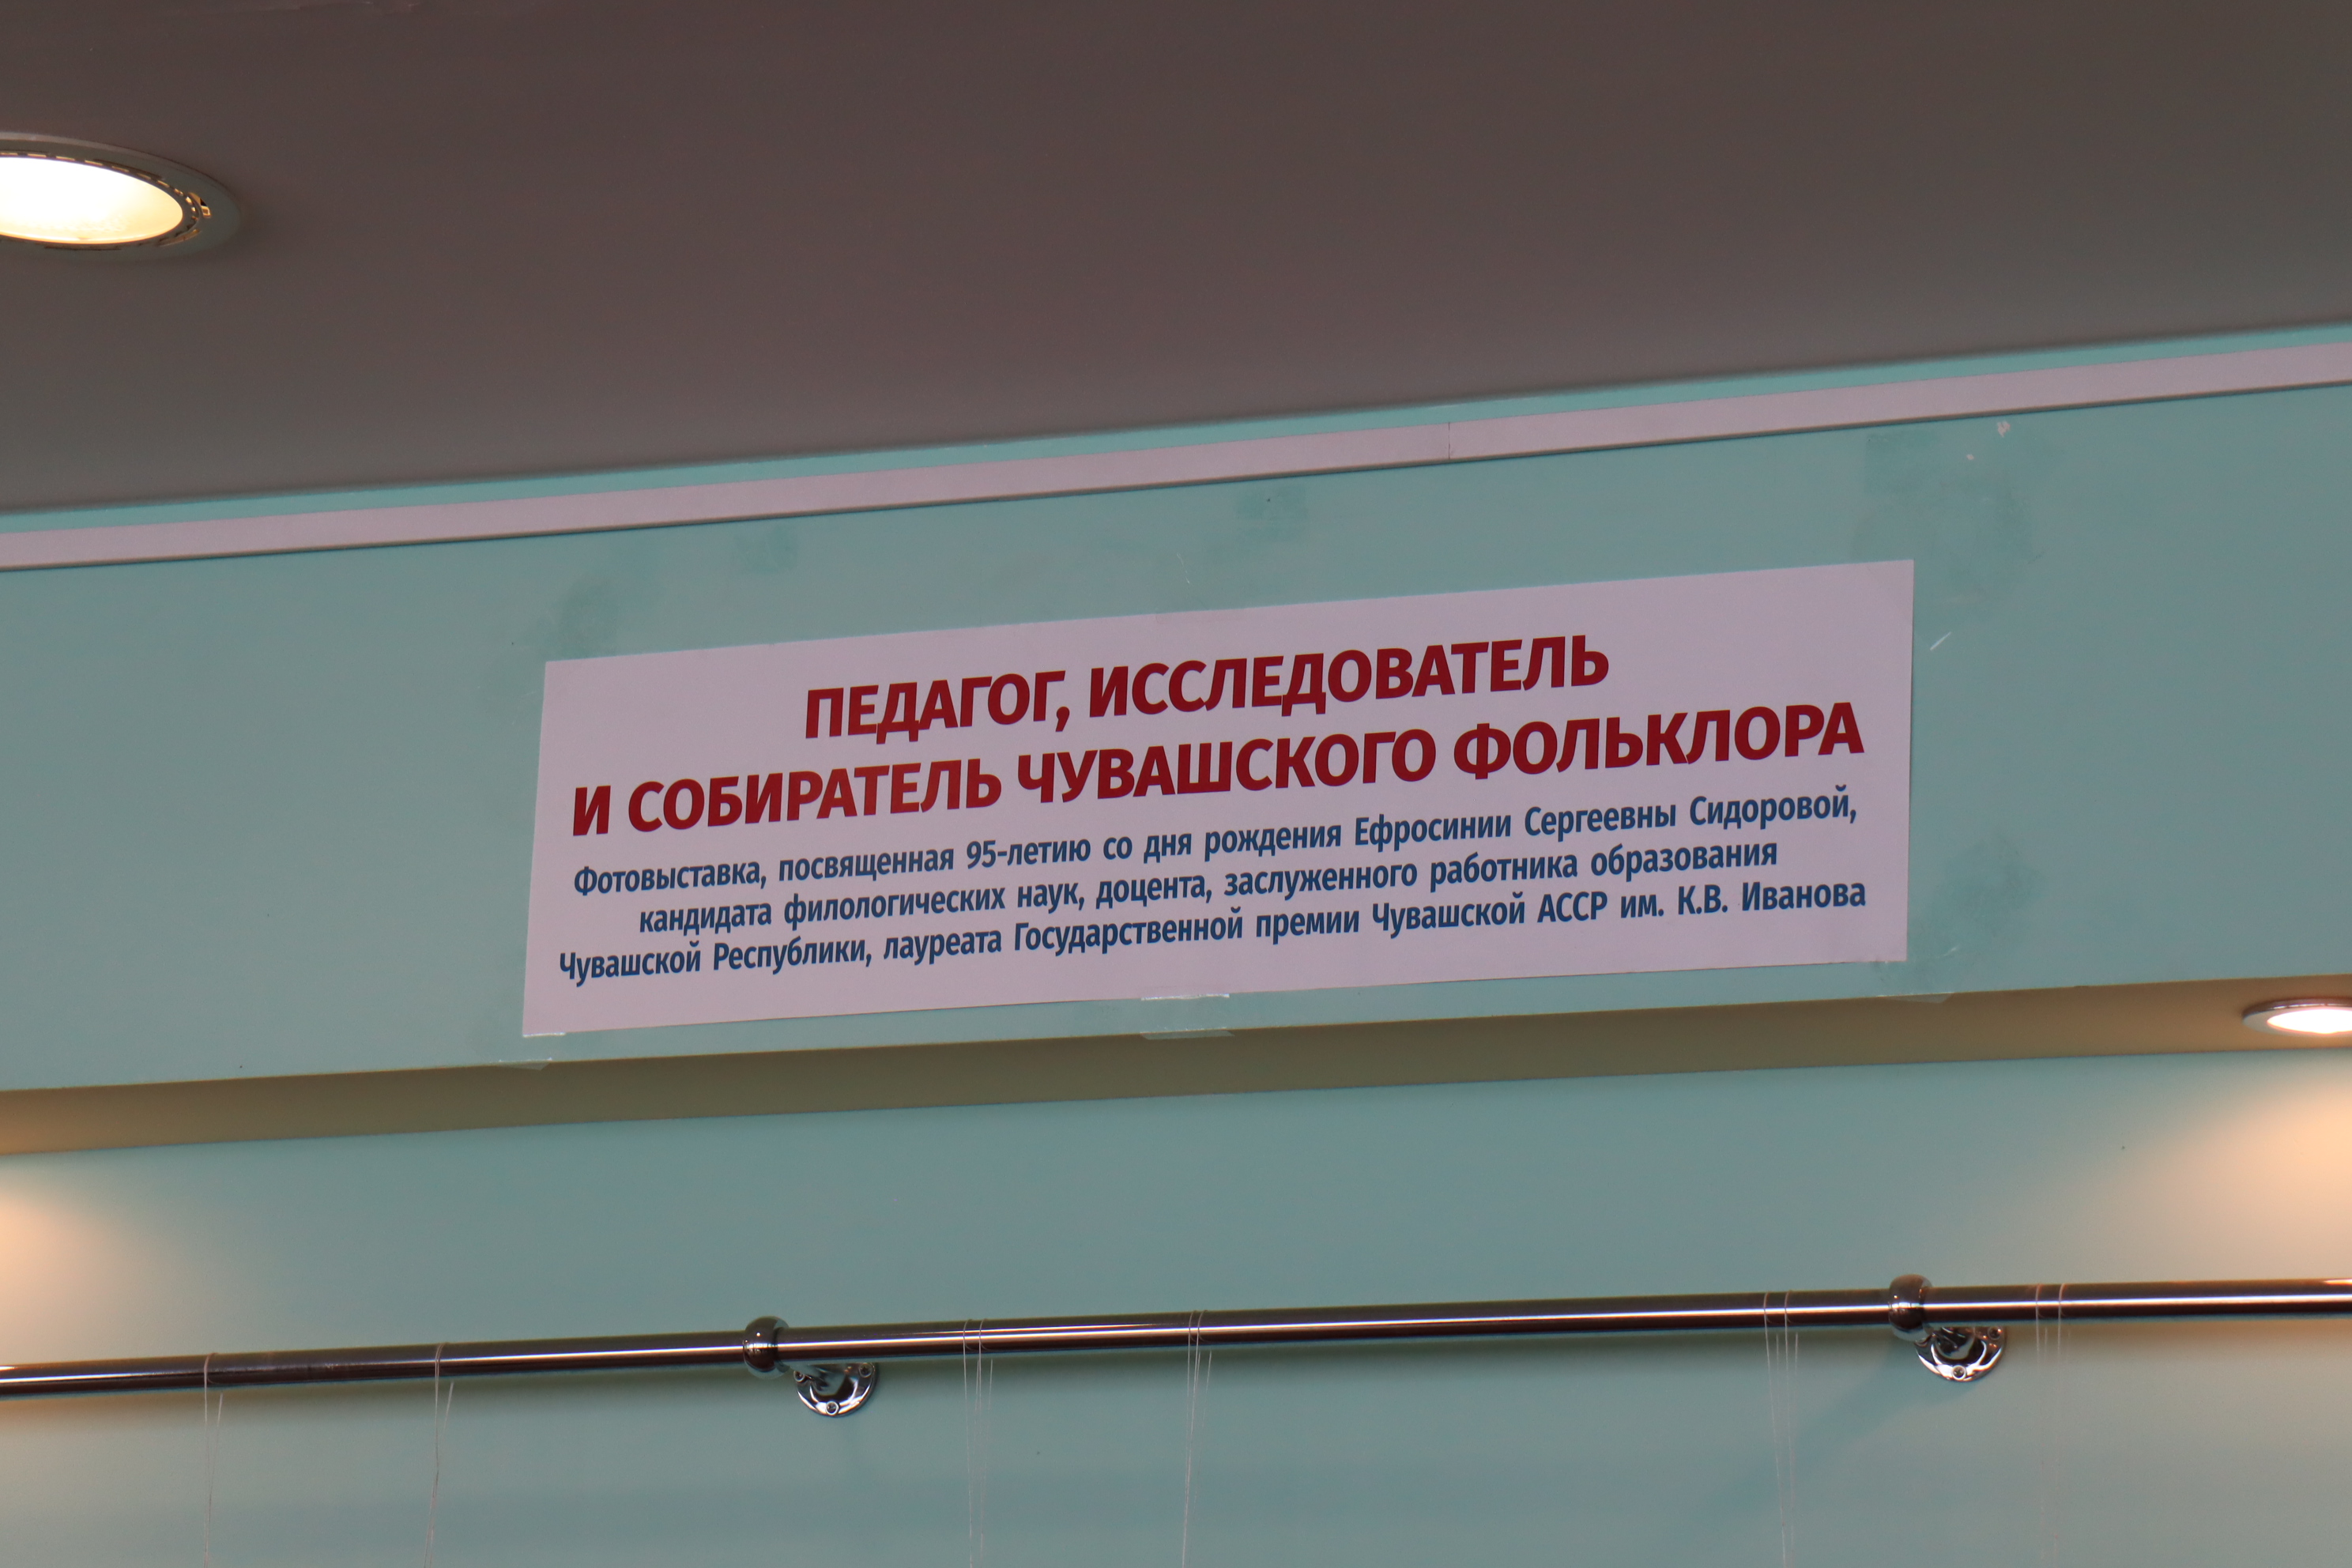 ПЕДАГОГ, ИССЛЕДОВАТЕЛЬ
И СОБИРАТЕЛЬ ЧУВАШСКОГО ФОЛЬКЛОРА
Фотовыставка, посвященная 95-летию со дня рождения Ефросинии Сергеевны Сидоровой,
кандидата филологических наук, доцента, заслуженного работника образования
Чувашской Республики, лауреата Государственной премии Чувашской АССР им. К.В. Иванова